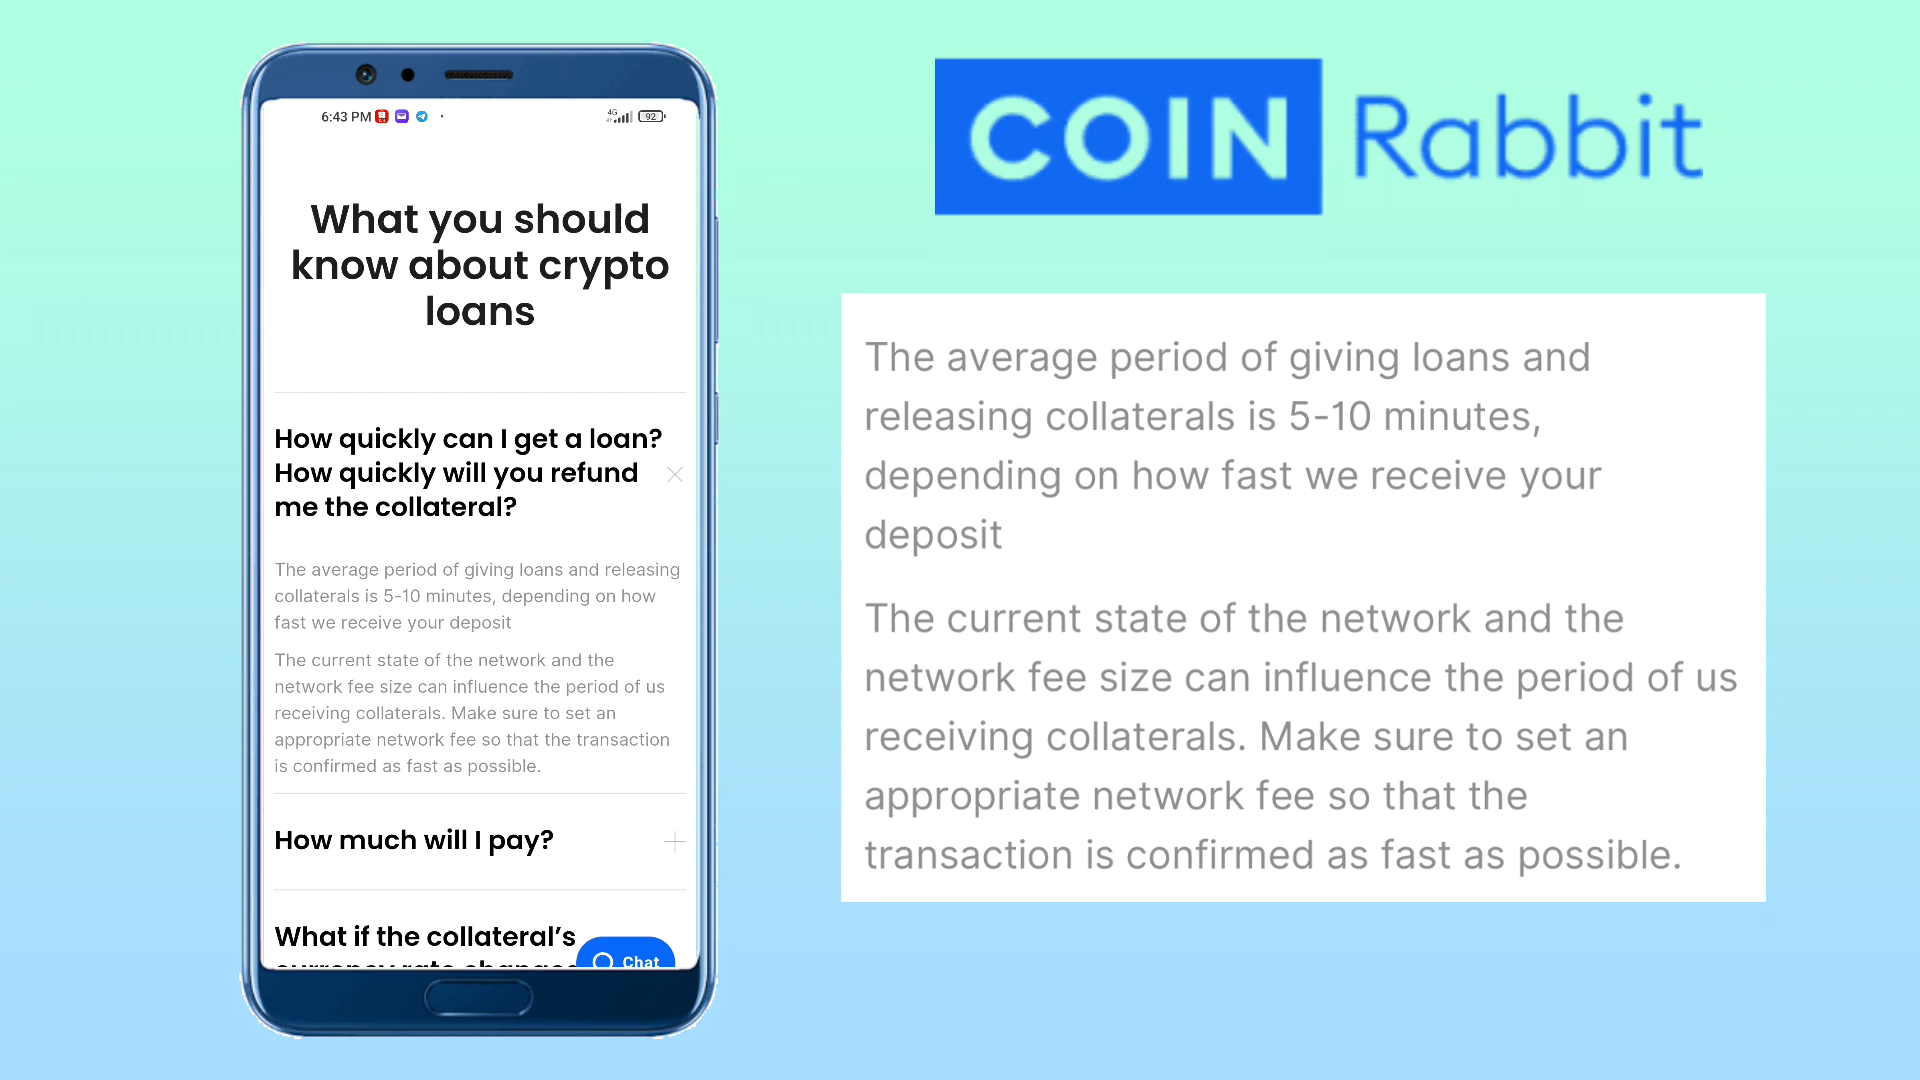 6:43 PM
4G
92
What you should
know about crypto
loans
How quickly can I get a loan?
How quickly will you refund
me the collateral?
The average period of giving loans and releasing
collaterals is 5-10 minutes, depending on how
fast we receive your deposit
The current state of the network and the
network fee size can influence the period of us
receiving collaterals. Make sure to set an
appropriate network fee so that the transaction
is confirmed as fast as possible.
How much will I pay?
What if the collateral's
currency rate changes
Chat
COIN Rabbit
The average period of giving loans and
releasing collaterals is 5-10 minutes,
depending on how fast we receive your
deposit
The current state of the network and the
network fee size can influence the period of us
receiving collaterals. Make sure to set an
appropriate network fee so that the
transaction is confirmed as fast as possible.